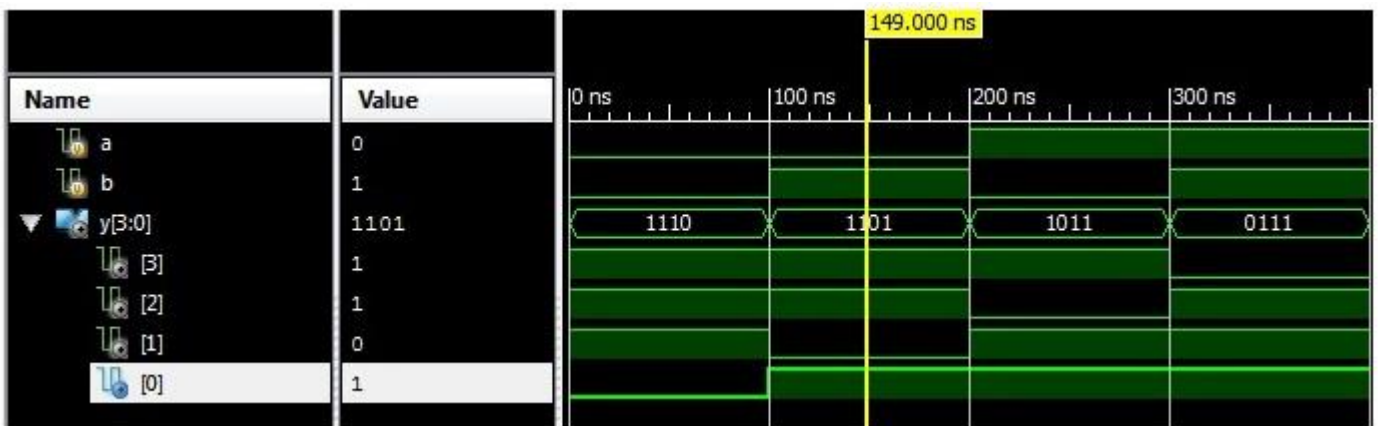 149.000 ns
Name Value 0 ns 100 ns 200 ns 300 ns
a 0
b 1
y[3:0] 1101 1110 1101 1011 0111
[3] 1
[2] 1
[1] 0
[0] 1